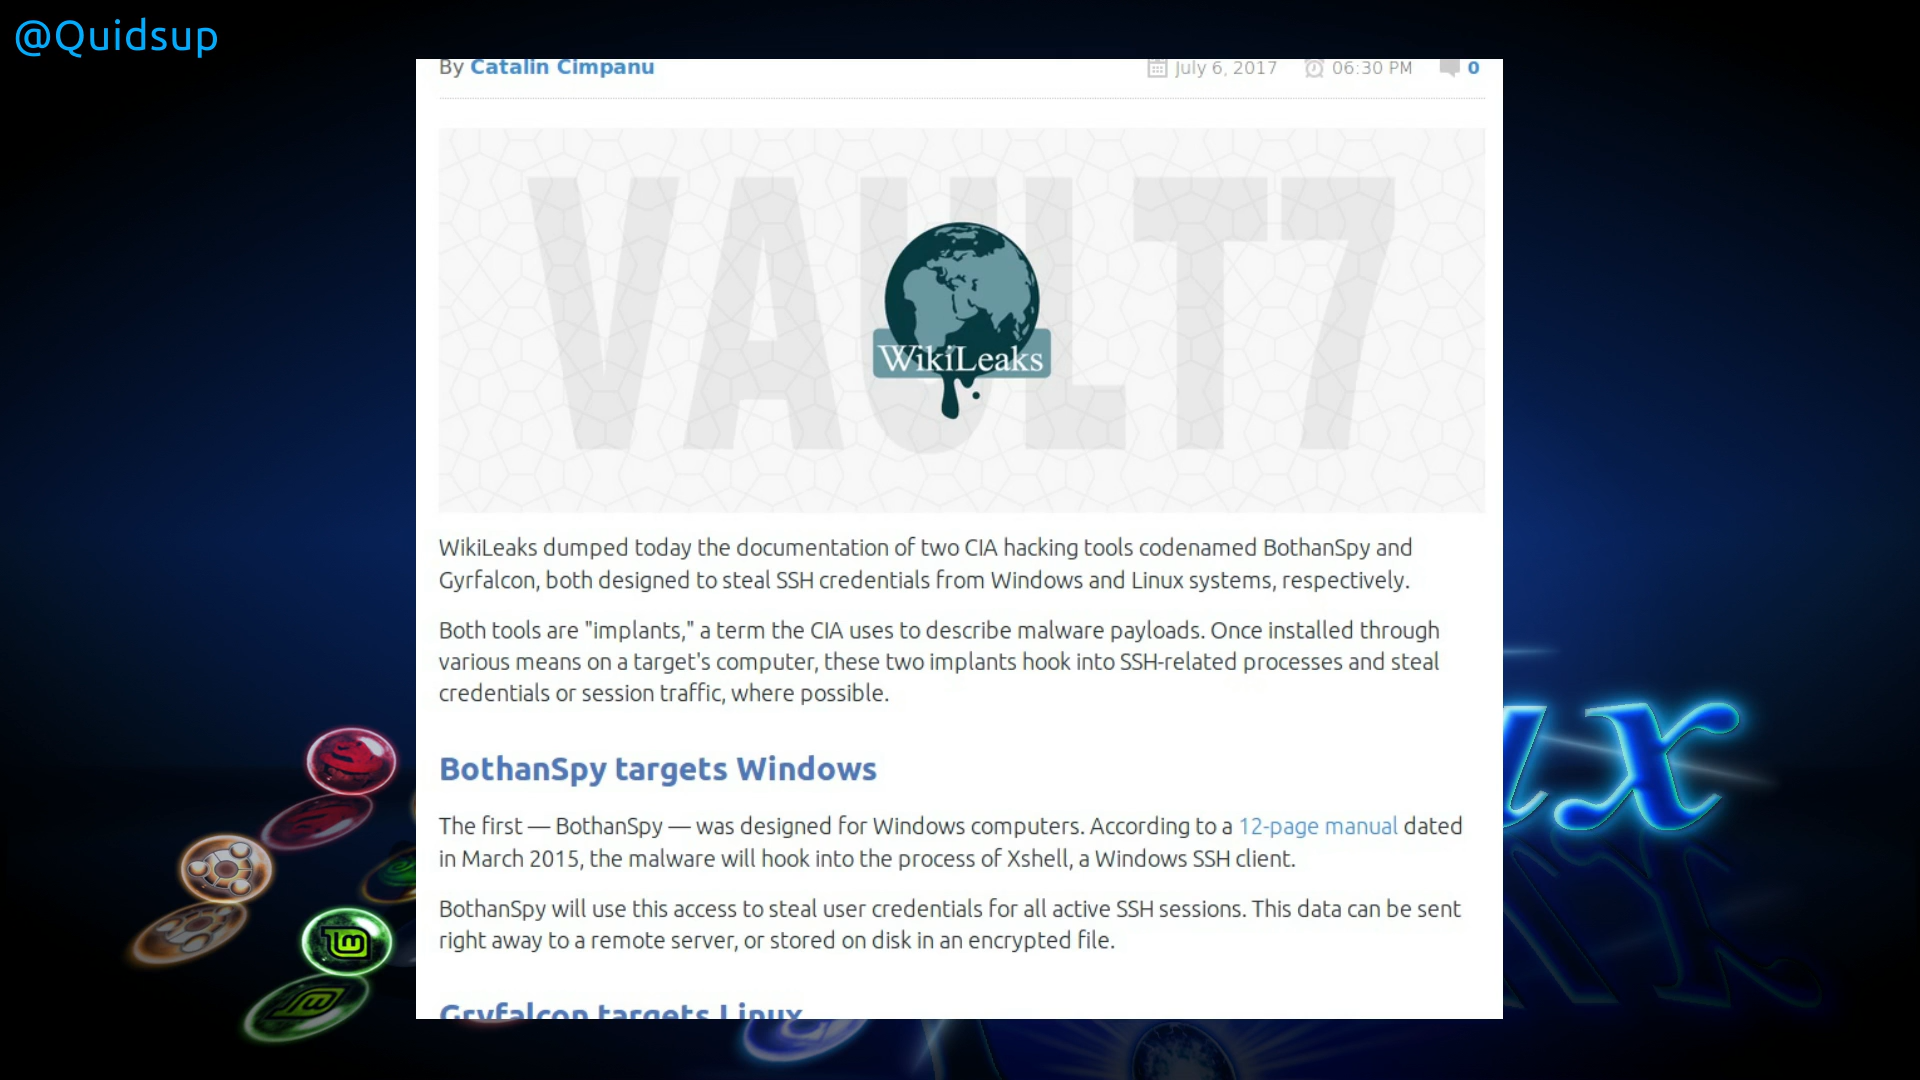 @Quidsup
By Catalin Cimpanu
July 6, 2017 06:30 PM 0
VAULT7
WikiLeaks
WikiLeaks dumped today the documentation of two CIA hacking tools codenamed BothanSpy and
Gyrfalcon, both designed to steal SSH credentials from Windows and Linux systems, respectively.
Both tools are "implants," a term the CIA uses to describe malware payloads. Once installed through
various means on a target's computer, these two implants hook into SSH-related processes and steal
credentials or session traffic, where possible.
BothanSpy targets Windows
The first — BothanSpy — was designed for Windows computers. According to a 12-page manual dated
in March 2015, the malware will hook into the process of Xshell, a Windows SSH client.
BothanSpy will use this access to steal user credentials for all active SSH sessions. This data can be sent
right away to a remote server, or stored on disk in an encrypted file.
Gryfalcon targets Linux